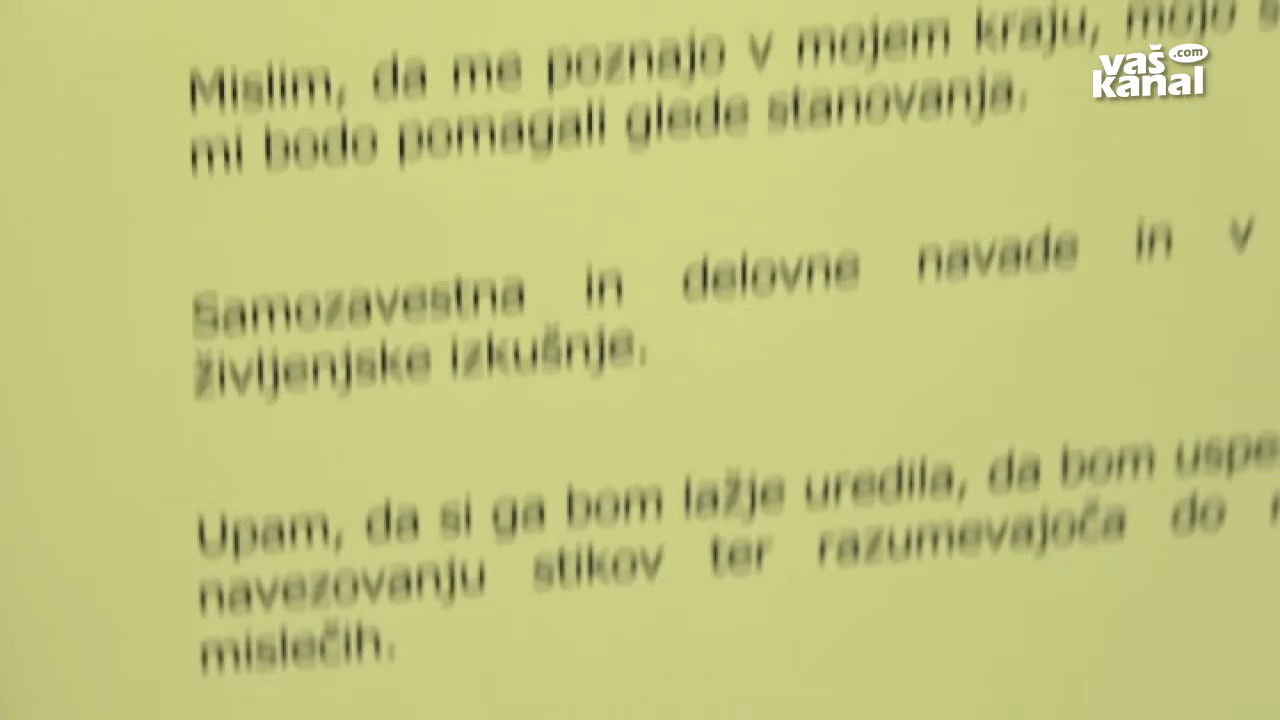 Mislim, da me poznajo v mojem kraju, mojo
mi bodo pomagali glede stanovanja.
Samozavestna in delovne navade in v
življenjske izkušnje.
Upam, da si ga bom lažje uredila, da bom
navezovanju stikov ter razumevajoča do
mislečih.
vaš
.com
kanal